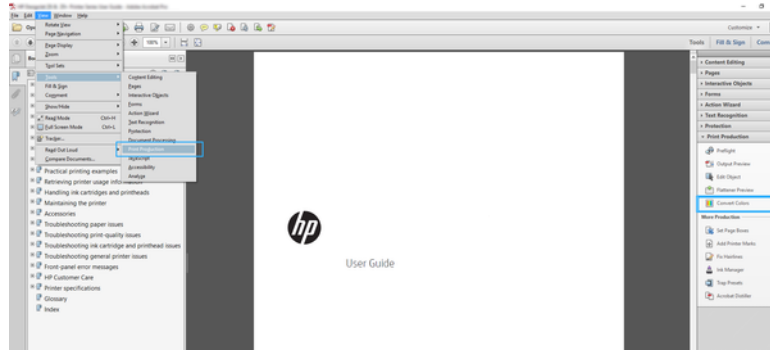 File Edit View Window Help
Customize
Tools Fill & Sign Com
Rotate View
Page Navigation
Page Display
Zoom
Tool Sets
Tools
Fill & Sign
Comment
Show/Hide
Read Mode Ctrl+H
Full Screen Mode Ctrl+L
Tracker...
Read Out Loud
Compare Documents...
Content Editing
Pages
Interactive Objects
Forms
Action Wizard
Text Recognition
Protection
Document Processing
Print Production
JavaScript
Accessibility
Analyze
Practical printing examples
Retrieving printer usage information
Handling ink cartridges and printheads
Maintaining the printer
Accessories
Troubleshooting paper issues
Troubleshooting print-quality issues
Troubleshooting ink cartridge and printhead issues
Troubleshooting general printer issues
Front-panel error messages
HP Customer Care
Printer specifications
Glossary
Index
hp
User Guide
Content Editing
Pages
Interactive Objects
Forms
Action Wizard
Text Recognition
Protection
Print Production
Preflight
Output Preview
Edit Object
Flattener Preview
Convert Colors
More Production
Set Page Boxes
Add Printer Marks
Fix Hairlines
Ink Manager
Trap Presets
Acrobat Distiller